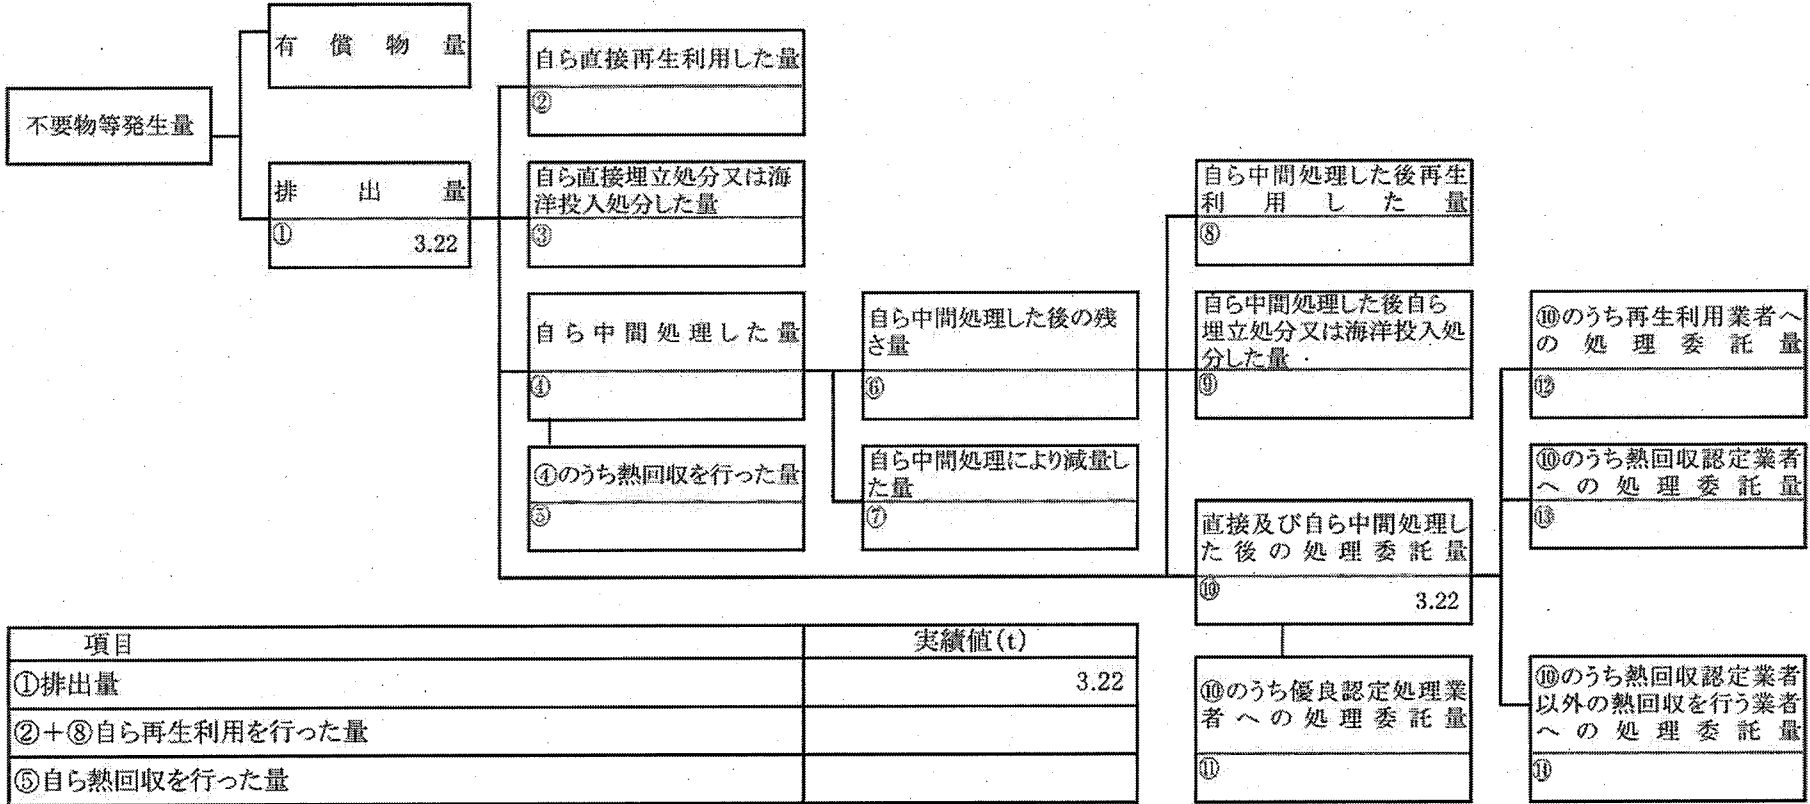 有償物量
不要物等発生量
排出量
①
3.22
自ら直接再生利用した量
②
自ら直接埋立処分又は海
洋投入処分した量
③
自ら中間処理した量
④
④のうち熱回収を行った量
⑤
自ら中間処理した後の残
さ量
⑥
自ら中間処理により減量し
た量
⑦
自ら中間処理した後再生
利用した量
⑧
自ら中間処理した後自ら
埋立処分又は海洋投入処
分した量
⑨
直接及び自ら中間処理し
た後の処理委託量
⑩
3.22
⑩のうち優良認定処理業
者への処理委託量
⑪
⑩のうち再生利用業者へ
の処理委託量
⑫
⑩のうち熱回収認定業者
への処理委託量
⑬
⑩のうち熱回収認定業者
以外の熱回収を行う業者
への処理委託量
⑭
項目 実績値(t)
①排出量 3.22
②+⑧自ら再生利用を行った量
⑤自ら熱回収を行った量